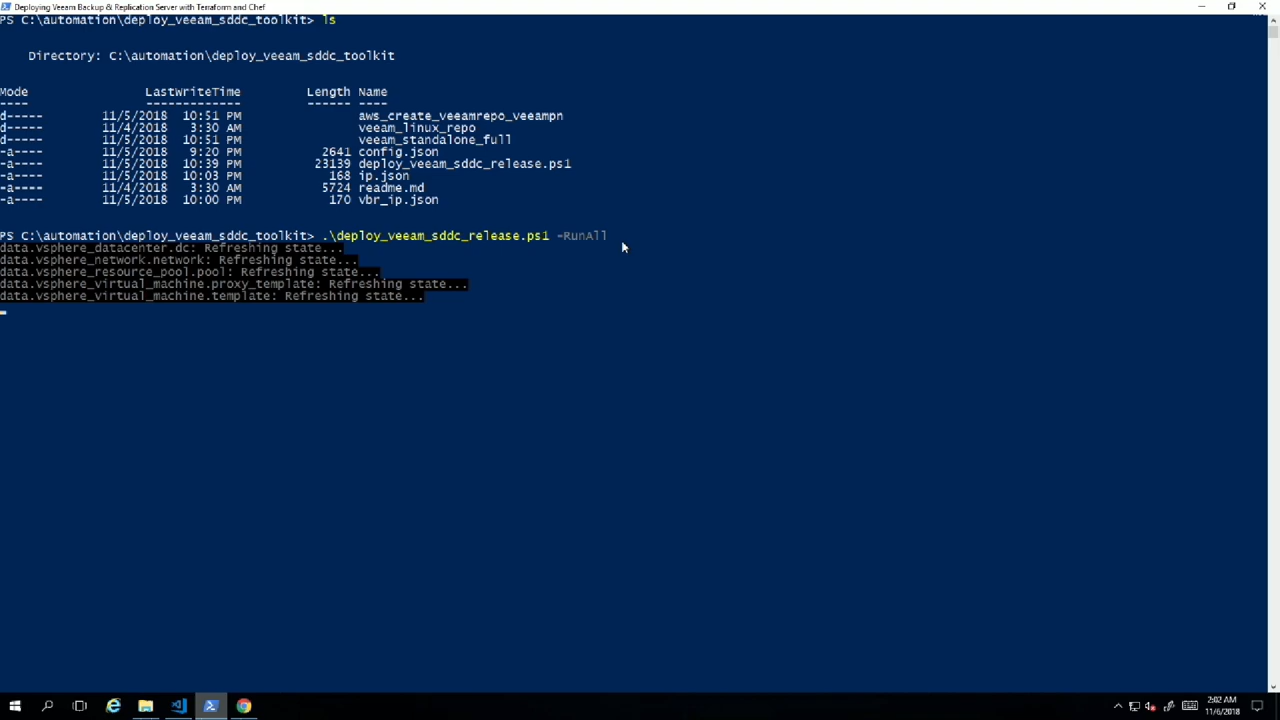 Deploying Veeam Backup & Replication Server with Terraform and Chef
PS C:\automation\deploy_veeam_sddc_toolkit> ls
Directory: C:\automation\deploy_veeam_sddc_toolkit
Mode LastWriteTime Length Name
---- ------------- ------ ----
d----- 11/5/2018 10:51 PM aws_create_veeamrepo_veeampn
d----- 11/4/2018 3:30 AM veeam_linux_repo
d----- 11/5/2018 10:51 PM veeam_standalone_full
-a---- 11/5/2018 9:20 PM 2641 config.json
-a---- 11/5/2018 10:39 PM 23139 deploy_veeam_sddc_release.ps1
-a---- 11/5/2018 10:03 PM 168 ip.json
-a---- 11/4/2018 3:30 AM 5724 readme.md
-a---- 11/5/2018 10:00 PM 170 vbr_ip.json
PS C:\automation\deploy_veeam_sddc_toolkit> .\deploy_veeam_sddc_release.ps1 -RunAll
data.vsphere_datacenter.dc: Refreshing state...
data.vsphere_network.network: Refreshing state...
data.vsphere_resource_pool.pool: Refreshing state...
data.vsphere_virtual_machine.proxy_template: Refreshing state...
data.vsphere_virtual_machine.template: Refreshing state...
2:02 AM
11/6/2018